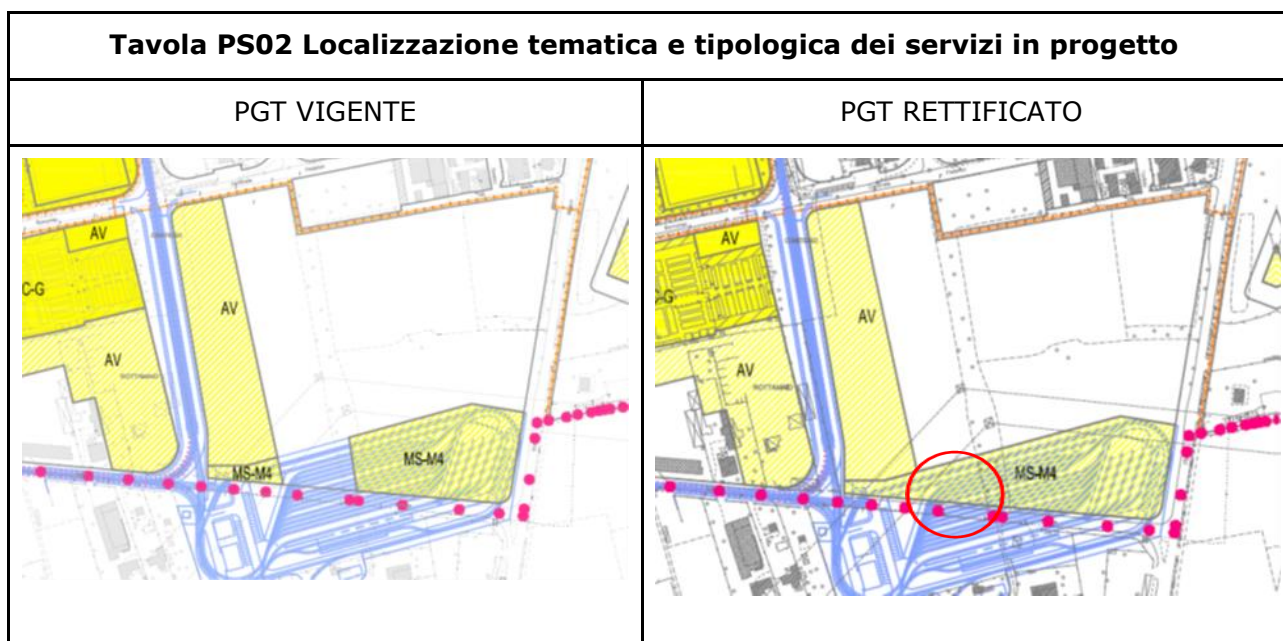 Tavola PS02 Localizzazione tematica e tipologica dei servizi in progetto
PGT VIGENTE
PGT RETTIFICATO
AV
C-G
AV
AV
MS-M4
MS-M4
AV
-G
AV
AV
MS-M4